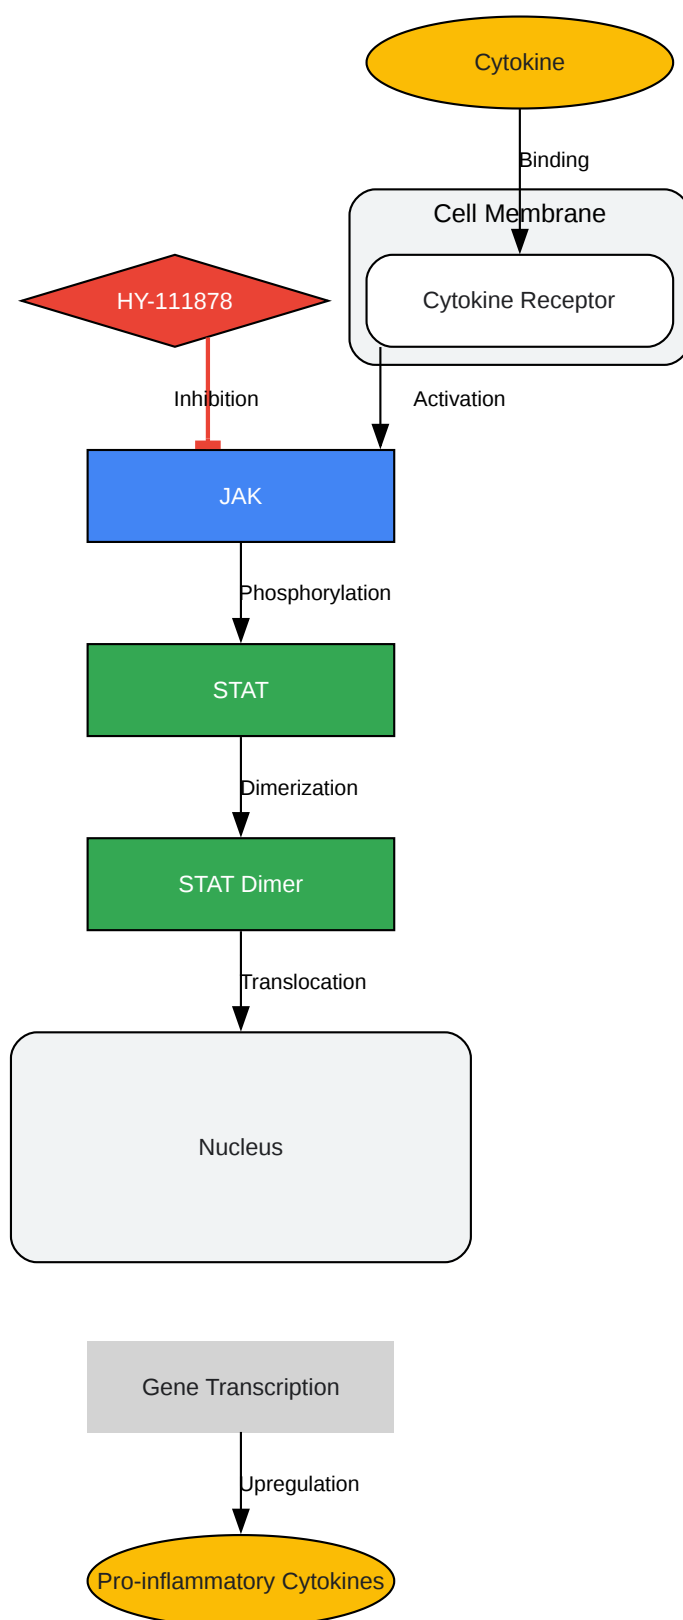 Cytokine
Binding
Cell Membrane
Cytokine Receptor
HY-111878
Inhibition
Activation
JAK
Phosphorylation
STAT
Dimerization
STAT Dimer
Translocation
Nucleus
Gene Transcription
Upregulation
Pro-inflammatory Cytokines